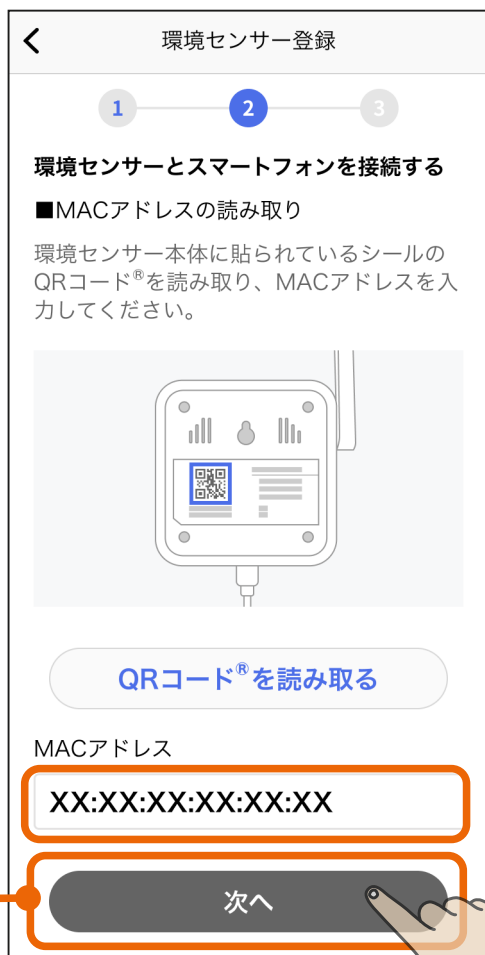 環境センサー登録
1 2 3
環境センサーとスマートフォンを接続する
■MACアドレスの読み取り
環境センサー本体に貼られているシールの
QRコード®を読み取り、MACアドレスを入
力してください。
QRコード®を読み取る
MACアドレス
XX:XX:XX:XX:XX:XX
次へ